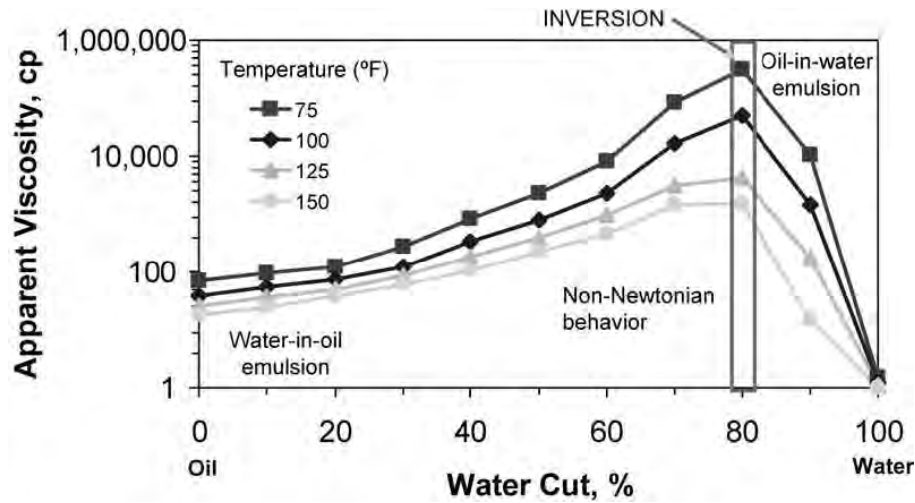 INVERSION
1,000,000
Temperature (ºF)
Oil-in-water
emulsion
75
100
10,000
125
150
100
Non-Newtonian
behavior
Water-in-oil
emulsion
1
0 20 40 60 80 100
Oil Water
Water Cut, %
Apparent Viscosity, cp